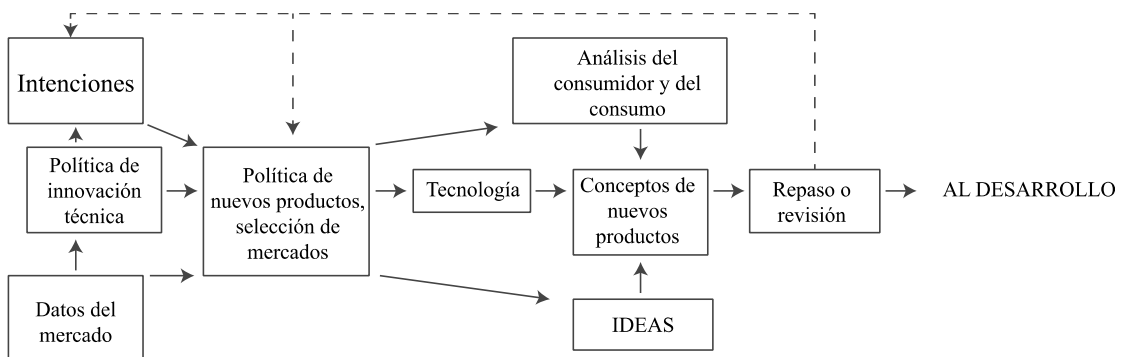 Intenciones
Política de
innovación
técnica
Datos del
mercado
Política de
nuevos productos,
selección de
mercados
Análisis del
consumidor y del
consumo
Tecnología
Conceptos de
nuevos
productos
IDEAS
Repaso o
revisión
AL DESARROLLO